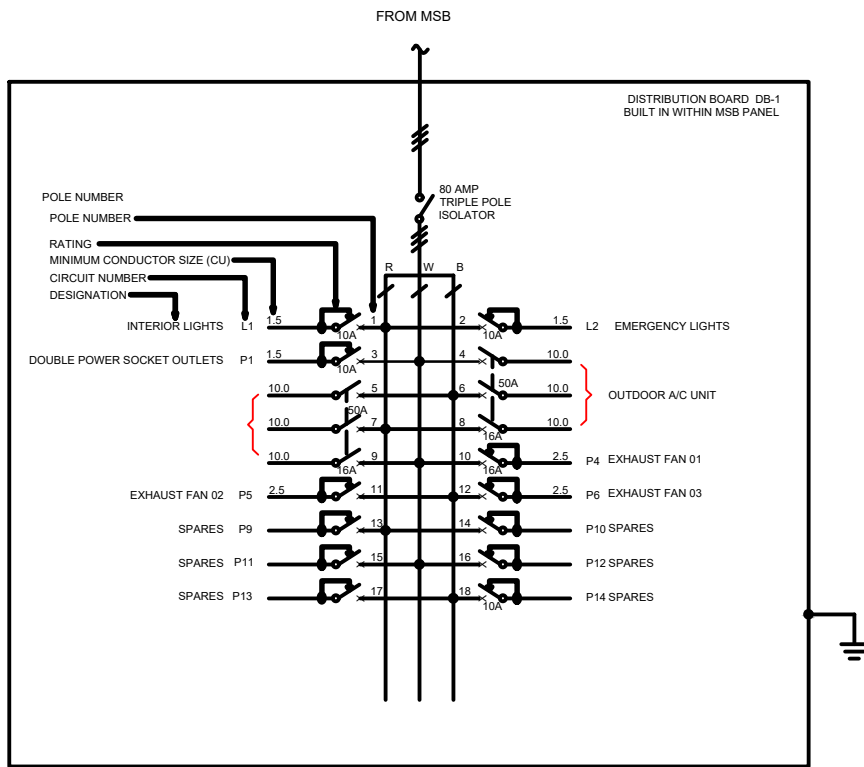 FROM MSB
DISTRIBUTION BOARD DB-1
BUILT IN WITHIN MSB PANEL
80 AMP
TRIPLE POLE
ISOLATOR
POLE NUMBER
POLE NUMBER
RATING
MINIMUM CONDUCTOR SIZE (CU)
CIRCUIT NUMBER
DESIGNATION
R W B
INTERIOR LIGHTS L1 1.5 10A 1 2 10A 1.5 L2 EMERGENCY LIGHTS
DOUBLE POWER SOCKET OUTLETS P1 1.5 10A 3 4 10.0
10.0 5 6 50A 10.0 OUTDOOR A/C UNIT
10.0 50A 7 8 16A 10.0
10.0 16A 9 10 16A 2.5 P4 EXHAUST FAN 01
EXHAUST FAN 02 P5 2.5 11 12 2.5 P6 EXHAUST FAN 03
SPARES P9 13 14 P10 SPARES
SPARES P11 15 16 P12 SPARES
SPARES P13 17 18 10A P14 SPARES